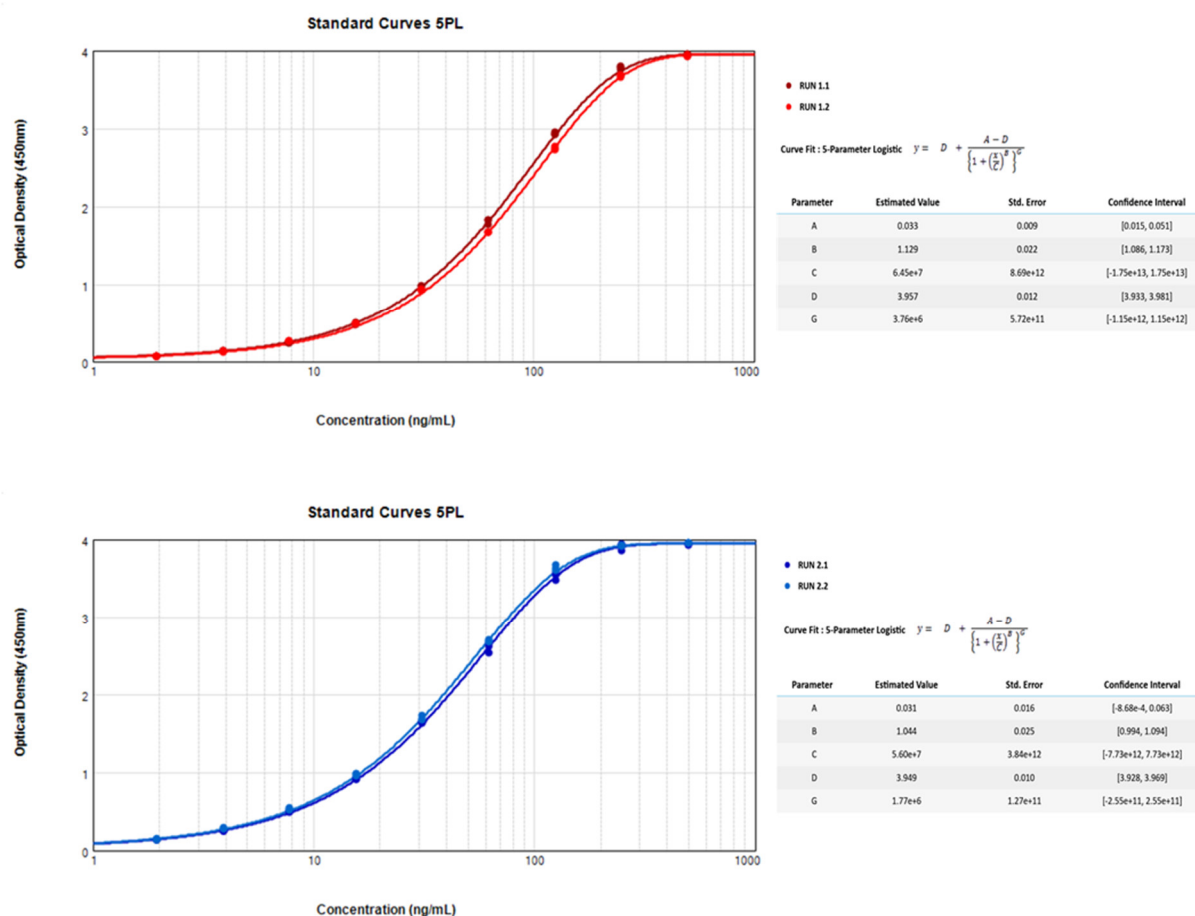 Standard Curves 5PL
Optical Density (450nm)
4
3
2
1
0
1 10 100 1000
Concentration (ng/mL)
RUN 1.1
RUN 1.2
Curve Fit : 5-Parameter Logistic y = D + A − D / {1 + (x/C)^B}^G
Parameter Estimated Value Std. Error Confidence Interval
A 0.033 0.009 [0.015, 0.051]
B 1.129 0.022 [1.086, 1.173]
C 6.45e+7 8.69e+12 [-1.75e+13, 1.75e+13]
D 3.957 0.012 [3.933, 3.981]
G 3.76e+6 5.72e+11 [-1.15e+12, 1.15e+12]
Standard Curves 5PL
Optical Density (450nm)
4
3
2
1
0
1 10 100 1000
Concentration (ng/mL)
RUN 2.1
RUN 2.2
Curve Fit : 5-Parameter Logistic y = D + A − D / {1 + (x/C)^B}^G
Parameter Estimated Value Std. Error Confidence Interval
A 0.031 0.016 [-8.68e-4, 0.063]
B 1.044 0.025 [0.994, 1.094]
C 5.60e+7 3.84e+12 [-7.73e+12, 7.73e+12]
D 3.949 0.010 [3.928, 3.969]
G 1.77e+6 1.27e+11 [-2.55e+11, 2.55e+11]